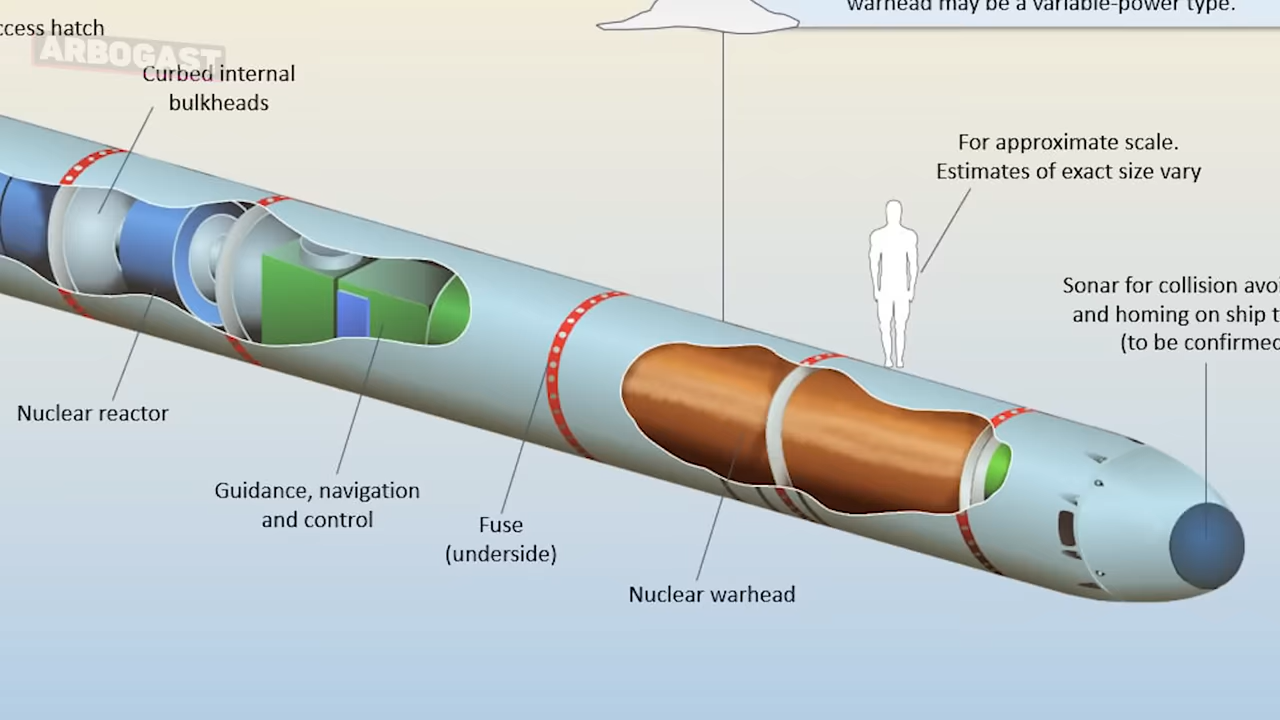 warhead may be a variable-power type.
ccess hatch
ARBOGAST
Curbed internal
bulkheads
For approximate scale.
Estimates of exact size vary
Sonar for collision avoi
and homing on ship t
(to be confirmed
Nuclear reactor
Guidance, navigation
and control
Fuse
(underside)
Nuclear warhead